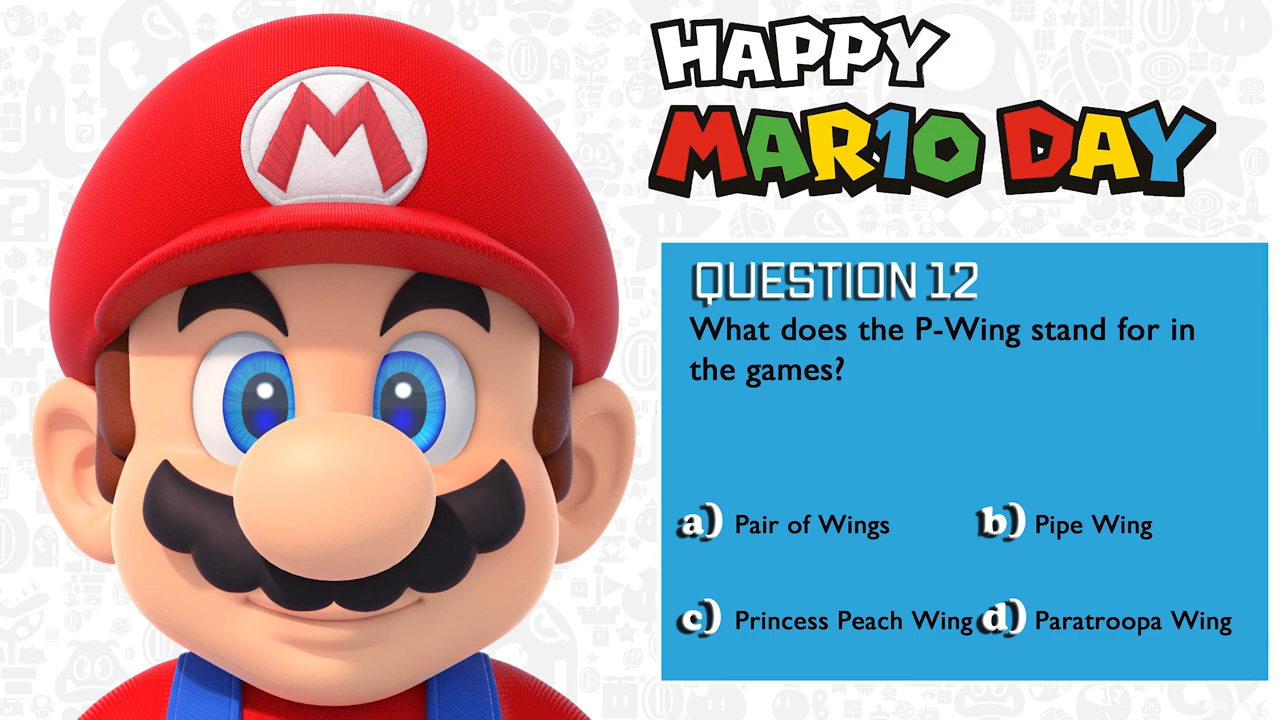 M
HAPPY
MAR10 DAY
QUESTION 12
What does the P-Wing stand for in
the games?
a) Pair of Wings
b) Pipe Wing
c) Princess Peach Wing
d) Paratroopa Wing